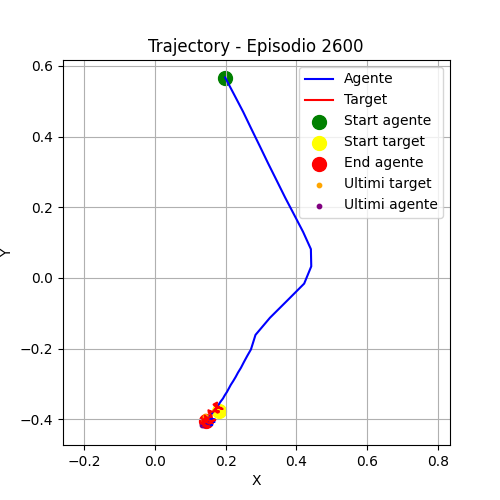 Trajectory - Episodio 2600
Agente
Target
Start agente
Start target
End agente
Ultimi target
Ultimi agente
Y
0.6
0.4
0.2
0.0
−0.2
−0.4
−0.2
0.0
0.2
0.4
0.6
0.8
X